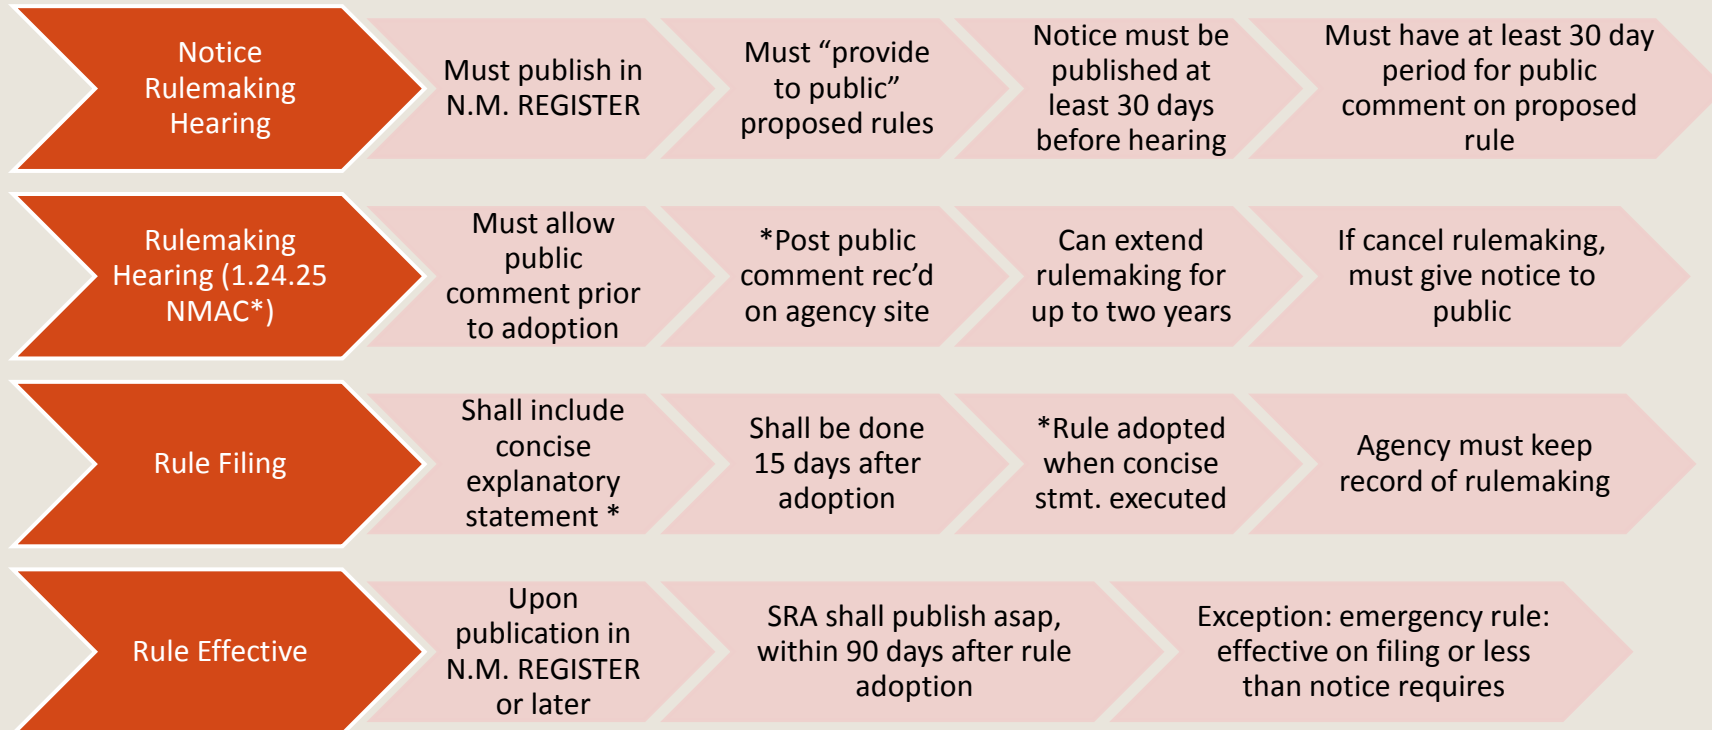 Notice
Rulemaking
Hearing
Must publish in
N.M. REGISTER
Must “provide
to public”
proposed rules
Notice must be
published at
least 30 days
before hearing
Must have at least 30 day
period for public
comment on proposed
rule
Rulemaking
Hearing (1.24.25
NMAC*)
Must allow
public
comment prior
to adoption
*Post public
comment rec’d
on agency site
Can extend
rulemaking for
up to two years
If cancel rulemaking,
must give notice to
public
Rule Filing
Shall include
concise
explanatory
statement *
Shall be done
15 days after
adoption
*Rule adopted
when concise
stmt. executed
Agency must keep
record of rulemaking
Rule Effective
Upon
publication in
N.M. REGISTER
or later
SRA shall publish asap,
within 90 days after rule
adoption
Exception: emergency rule:
effective on filing or less
than notice requires